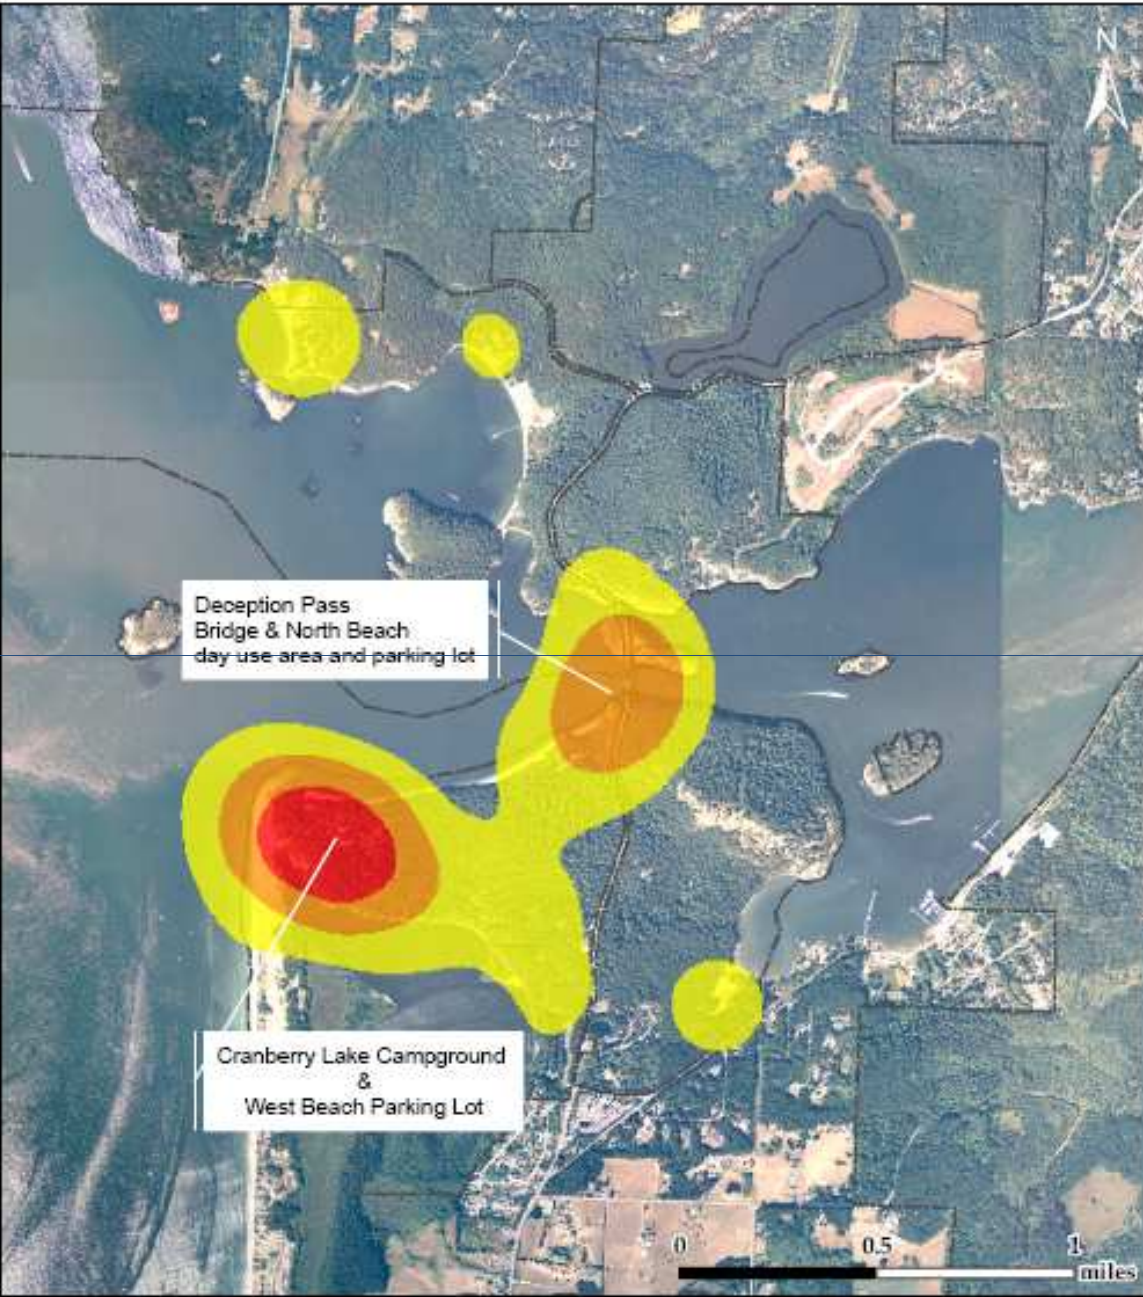 N
Deception Pass
Bridge & North Beach
day use area and parking lot
Cranberry Lake Campground
&
West Beach Parking Lot
0 0.5 1
miles